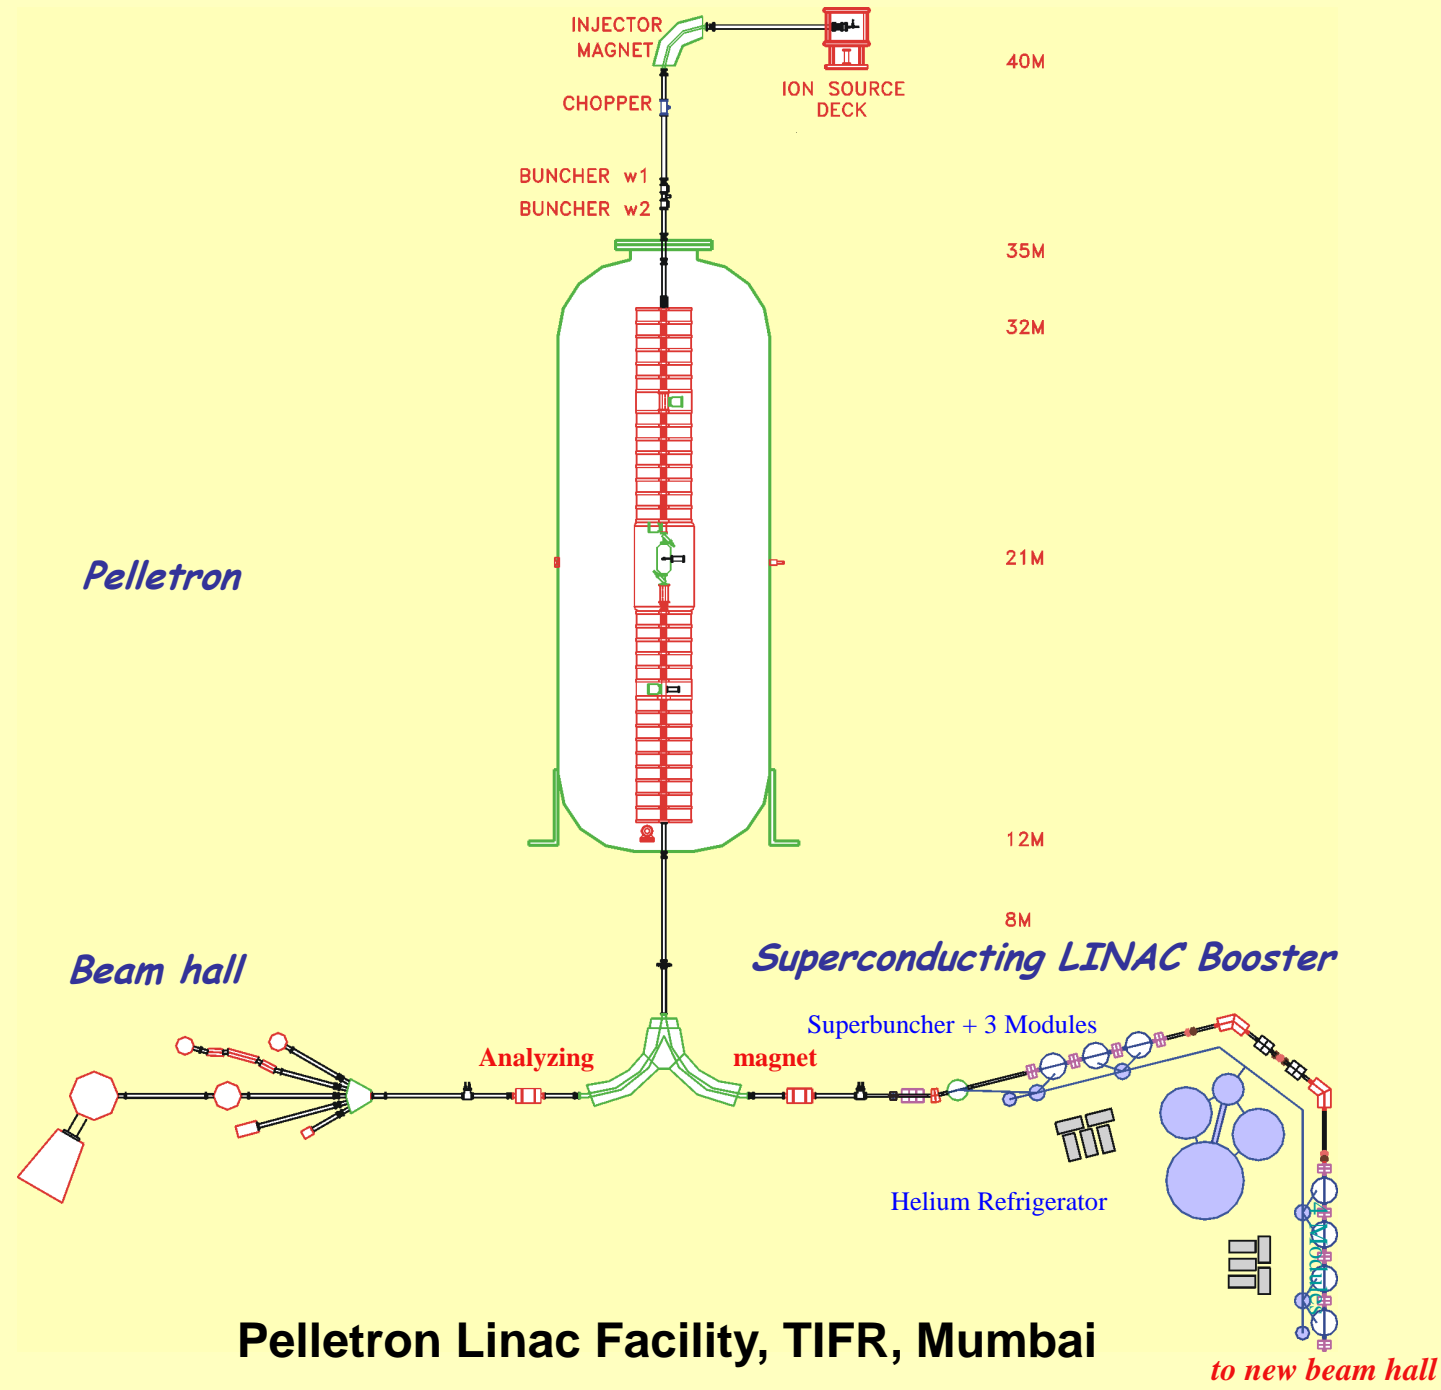 INJECTOR
MAGNET
40M
ION SOURCE
DECK
CHOPPER
BUNCHER w1
BUNCHER w2
35M
32M
21M
Pelletron
12M
8M
Beam hall
Superconducting LINAC Booster
Superbuncher + 3 Modules
Analyzing magnet
Helium Refrigerator
4 Modules
Pelletron Linac Facility, TIFR, Mumbai
to new beam hall